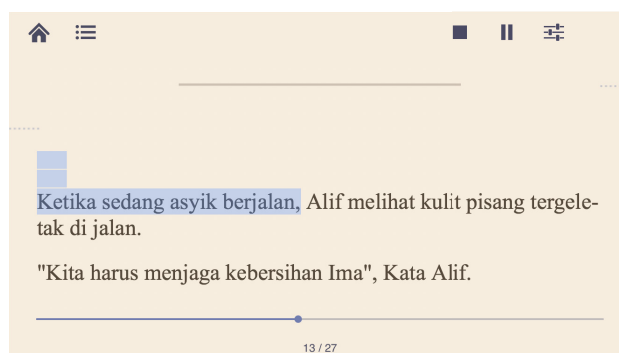 Ketika sedang asyik berjalan, Alif melihat kulit pisang tergele-
tak di jalan.
"Kita harus menjaga kebersihan Ima", Kata Alif.
13 / 27